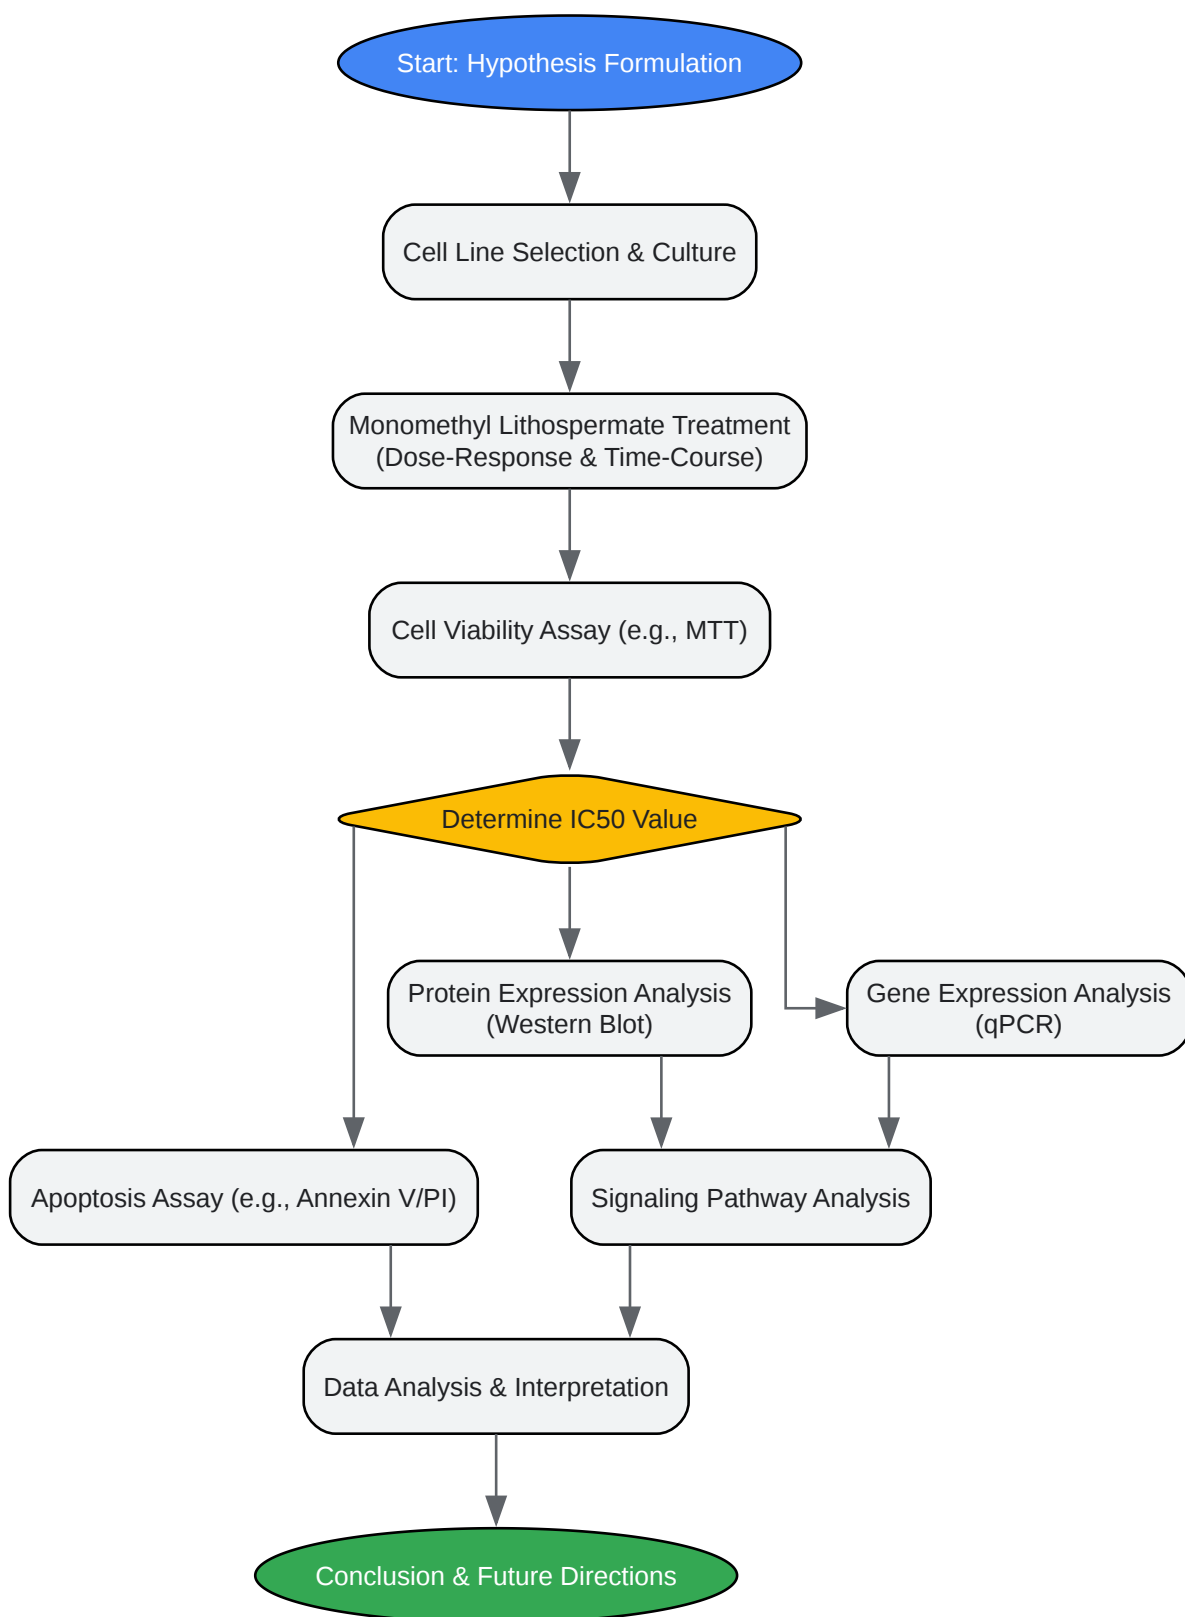 Start: Hypothesis Formulation
Cell Line Selection & Culture
Monomethyl Lithospermate Treatment
(Dose-Response & Time-Course)
Cell Viability Assay (e.g., MTT)
Determine IC50 Value
Protein Expression Analysis
(Western Blot)
Gene Expression Analysis
(qPCR)
Apoptosis Assay (e.g., Annexin V/PI)
Signaling Pathway Analysis
Data Analysis & Interpretation
Conclusion & Future Directions